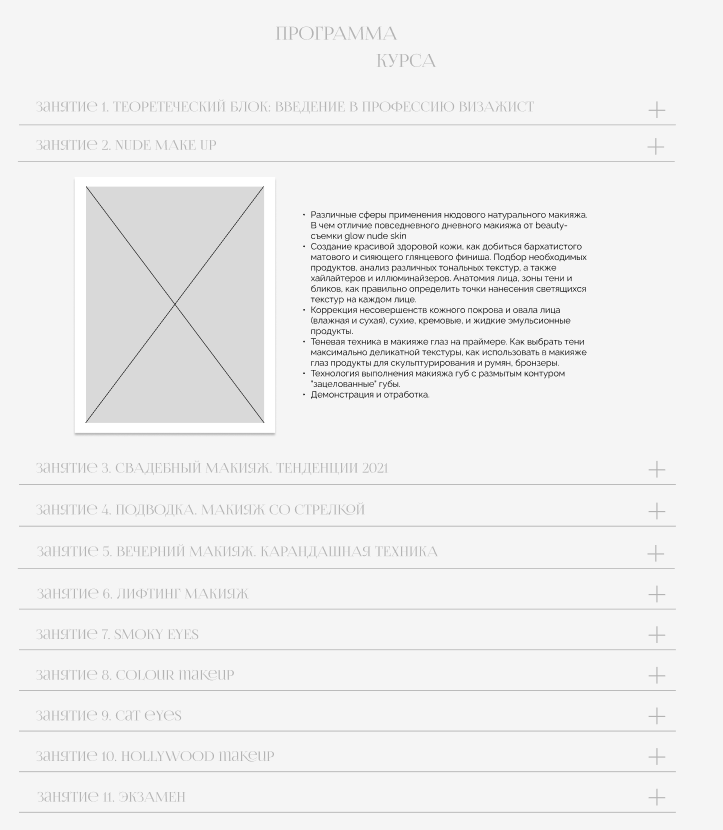 ПРОГРАММА
КУРСА
занятие 1. ТЕОРЕТЕЧЕСКИЙ БЛОК: ВВЕДЕНИЕ В ПРОФЕССИЮ ВИЗАЖИСТ
занятие 2. NUDE MAKE UP
• Различные сферы применения нюдового натурального макияжа.
В чем отличие повседневного дневного макияжа от beauty-
съемки glow nude skin
• Создание красивой здоровой кожи, как добиться бархатистого
матового и сияющего глянцевого финиша. Подбор необходимых
продуктов, анализ различных тональных текстур, а также
хайлайтеров и иллюминайзеров. Анатомия лица, зоны тени и
бликов, как правильно определить точки нанесения светящихся
текстур на каждом лице.
• Коррекция несовершенств кожного покрова и овала лица
(влажная и сухая), сухие, кремовые, и жидкие эмульсионные
продукты.
• Теневая техника в макияже глаз на праймере. Как выбрать тени
максимально деликатной текстуры, как использовать в макияже
глаз продукты для скульптурирования и румян, бронзеры.
• Технология выполнения макияжа губ с размытым контуром
"зацелованные" губы.
• Демонстрация и отработка.
занятие 3. СВАДЕБНЫЙ МАКИЯЖ. ТЕНДЕНЦИИ 2021
занятие 4. ПОДВОДКА. МАКИЯЖ СО СТРЕЛКОЙ
занятие 5. ВЕЧЕРНИЙ МАКИЯЖ. КАРАНДАШНАЯ ТЕХНИКА
занятие 6. ЛИФТИНГ МАКИЯЖ
занятие 7. SMOKY EYES
занятие 8. COLOUR makeup
занятие 9. cat eyes
занятие 10. HOLLYWOOD makeup
занятие 11. ЭКЗАМЕН